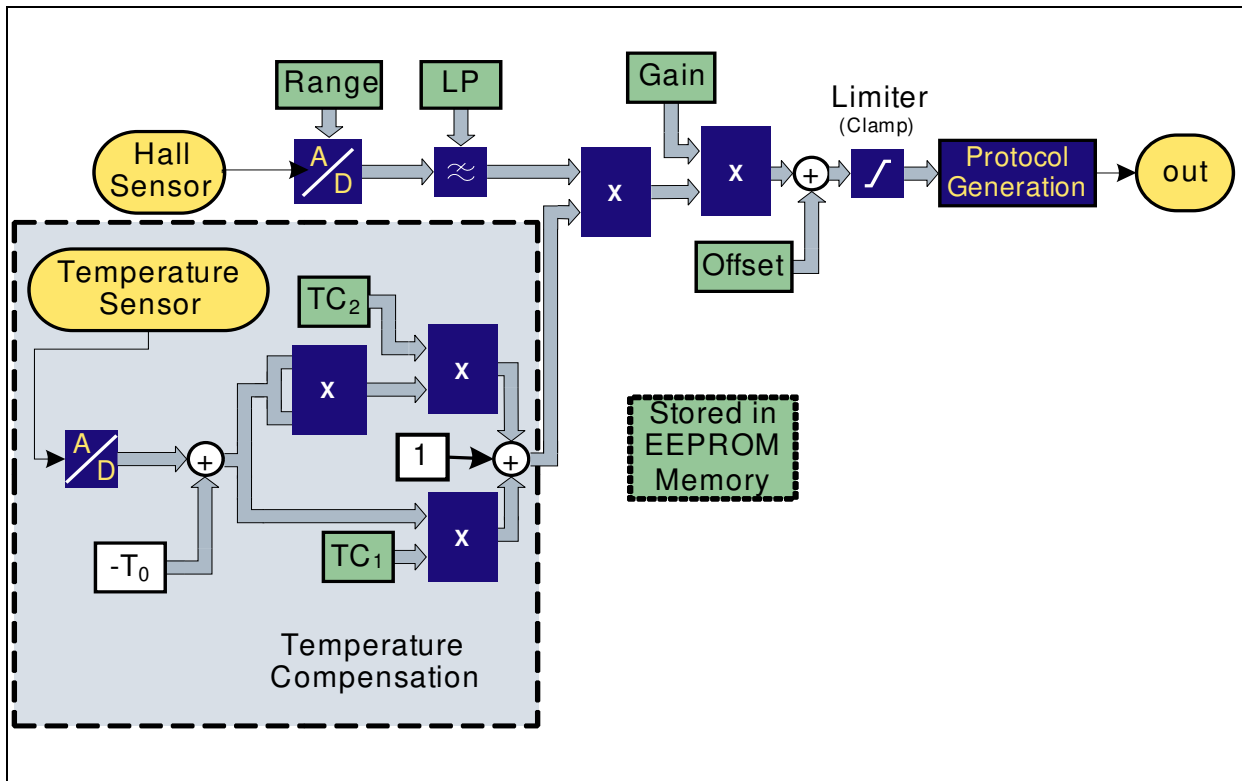 Range
LP
Gain
Limiter
(Clamp)
Hall
Sensor
A
D
x
x
+
Protocol
Generation
out
Offset
Temperature
Sensor
TC₂
x
x
A
D
+
1
+
TC₁
x
-T₀
Stored in
EEPROM
Memory
Temperature
Compensation